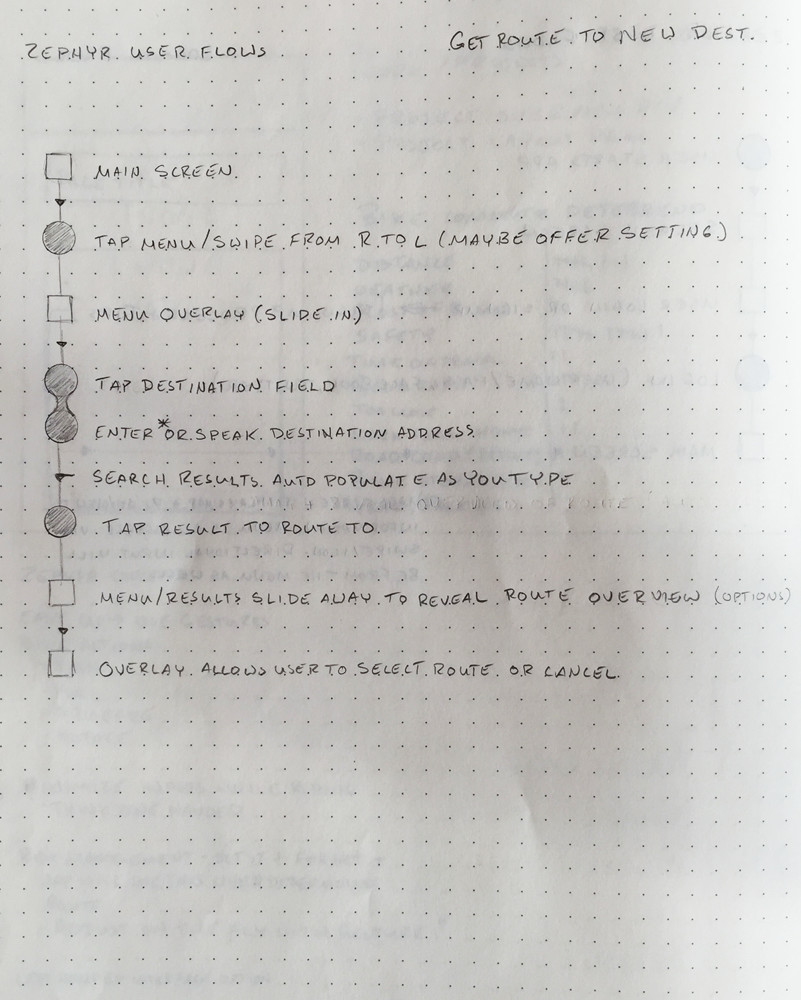 ZEPHYR USER FLOWS
GET ROUTE TO NEW DEST.
MAIN SCREEN
TAP MENU/SWIPE FROM R TO L (MAYBE OFFER SETTING)
MENU OVERLAY (SLIDE IN)
TAP DESTINATION FIELD
ENTER *OR SPEAK DESTINATION ADDRESS
SEARCH RESULTS AUTO POPULATE AS YOU TYPE
TAP RESULT TO ROUTE TO
MENU/RESULTS SLIDE AWAY TO REVEAL ROUTE OVERVIEW (OPTIONS)
OVERLAY ALLOWS USER TO SELECT ROUTE OR CANCEL.